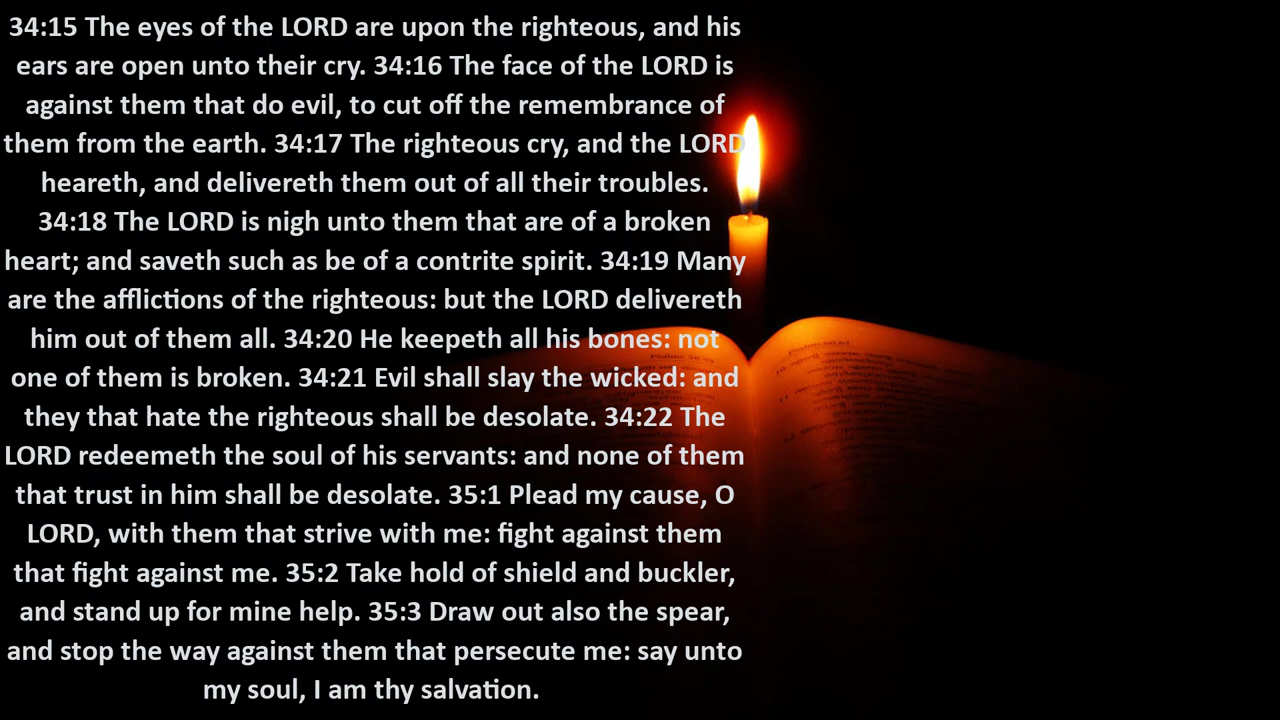 34:15 The eyes of the LORD are upon the righteous, and his
ears are open unto their cry. 34:16 The face of the LORD is
against them that do evil, to cut off the remembrance of
them from the earth. 34:17 The righteous cry, and the LORD
heareth, and delivereth them out of all their troubles.
34:18 The LORD is nigh unto them that are of a broken
heart; and saveth such as be of a contrite spirit. 34:19 Many
are the afflictions of the righteous: but the LORD delivereth
him out of them all. 34:20 He keepeth all his bones: not
one of them is broken. 34:21 Evil shall slay the wicked: and
they that hate the righteous shall be desolate. 34:22 The
LORD redeemeth the soul of his servants: and none of them
that trust in him shall be desolate. 35:1 Plead my cause, O
LORD, with them that strive with me: fight against them
that fight against me. 35:2 Take hold of shield and buckler,
and stand up for mine help. 35:3 Draw out also the spear,
and stop the way against them that persecute me: say unto
my soul, I am thy salvation.